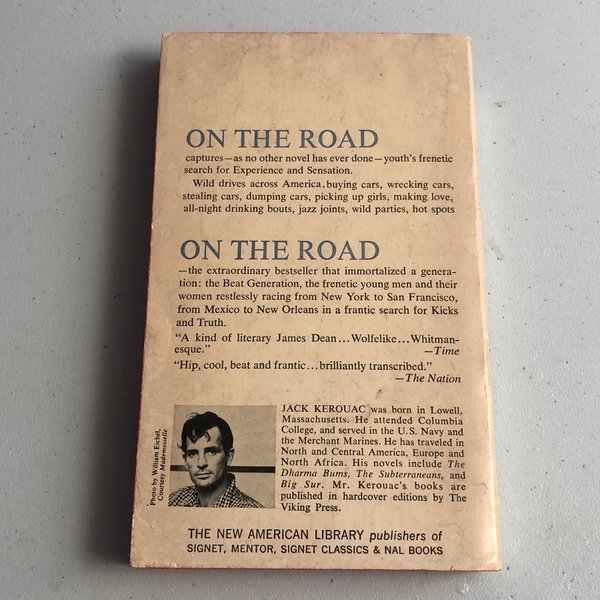 ON THE ROAD
captures—as no other novel has ever done—youth's frenetic
search for Experience and Sensation.
Wild drives across America, buying cars, wrecking cars,
stealing cars, dumping cars, picking up girls, making love,
all-night drinking bouts, jazz joints, wild parties, hot spots
ON THE ROAD
—the extraordinary bestseller that immortalized a genera-
tion: the Beat Generation, the frenetic young men and their
women restlessly racing from New York to San Francisco,
from Mexico to New Orleans in a frantic search for Kicks
and Truth.
"A kind of literary James Dean...Wolfelike...Whitman-
esque." —Time
"Hip, cool, beat and frantic...brilliantly transcribed."
—The Nation
Photo by William Eichel,
Courtesy Mademoiselle
JACK KEROUAC was born in Lowell,
Massachusetts. He attended Columbia
College, and served in the U.S. Navy and
the Merchant Marines. He has traveled in
North and Central America, Europe and
North Africa. His novels include The
Dharma Bums, The Subterraneans, and
Big Sur. Mr. Kerouac's books are
published in hardcover editions by The
Viking Press.
THE NEW AMERICAN LIBRARY publishers of
SIGNET, MENTOR, SIGNET CLASSICS & NAL BOOKS